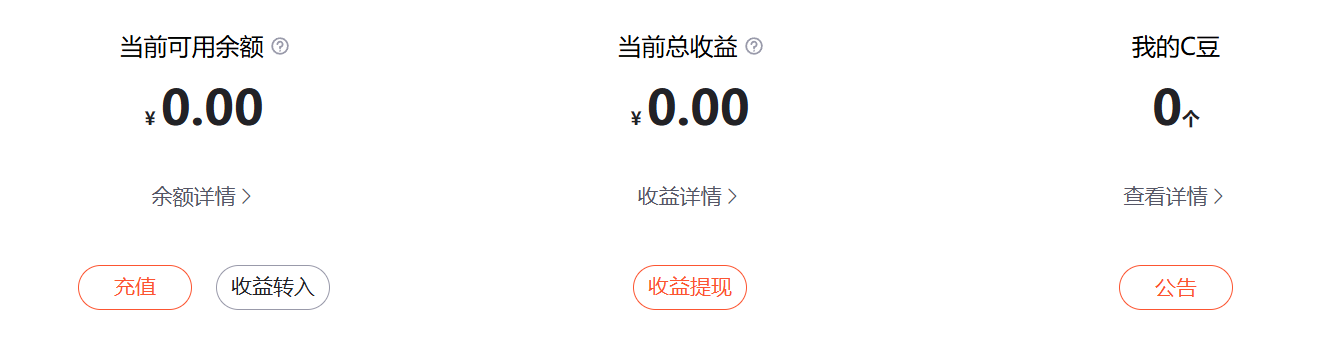 当前可用余额
¥ 0.00
余额详情
充值
收益转入
当前总收益
¥ 0.00
收益详情
收益提现
我的C豆
0个
查看详情
公告